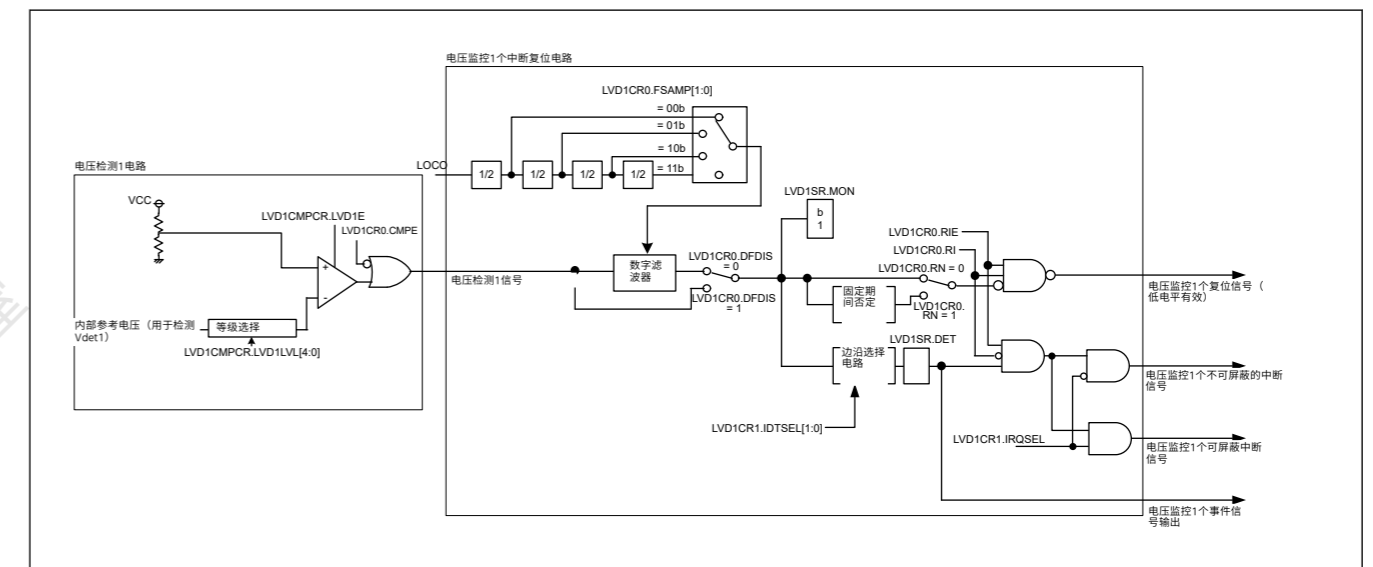 电压监控1个中断复位电路
LVD1CR0.FSAMP[1:0]
= 00b
= 01b
= 10b
= 11b
LOCO
1/2
1/2
1/2
1/2
电压检测1电路
VCC
LVD1CMPCR.LVD1E
LVD1CR0.CMPE
+
-
内部参考电压（用于检测
Vdet1）
等级选择
LVD1CMPCR.LVD1LVL[4:0]
电压检测1信号
数字滤
波器
LVD1CR0.DFDIS
= 0
LVD1CR0.DFDIS
= 1
LVD1SR.MON
b
1
LVD1CR0.RIE
LVD1CR0.RI
LVD1CR0.RN = 0
固定期
间否定
LVD1CR0.
RN = 1
电压监控1个复位信号（
低电平有效）
边沿选择
电路
LVD1SR.DET
LVD1CR1.IDTSEL[1:0]
电压监控1个不可屏蔽的中断
信号
LVD1CR1.IRQSEL
电压监控1个可屏蔽中断
信号
电压监控1个事件信
号输出